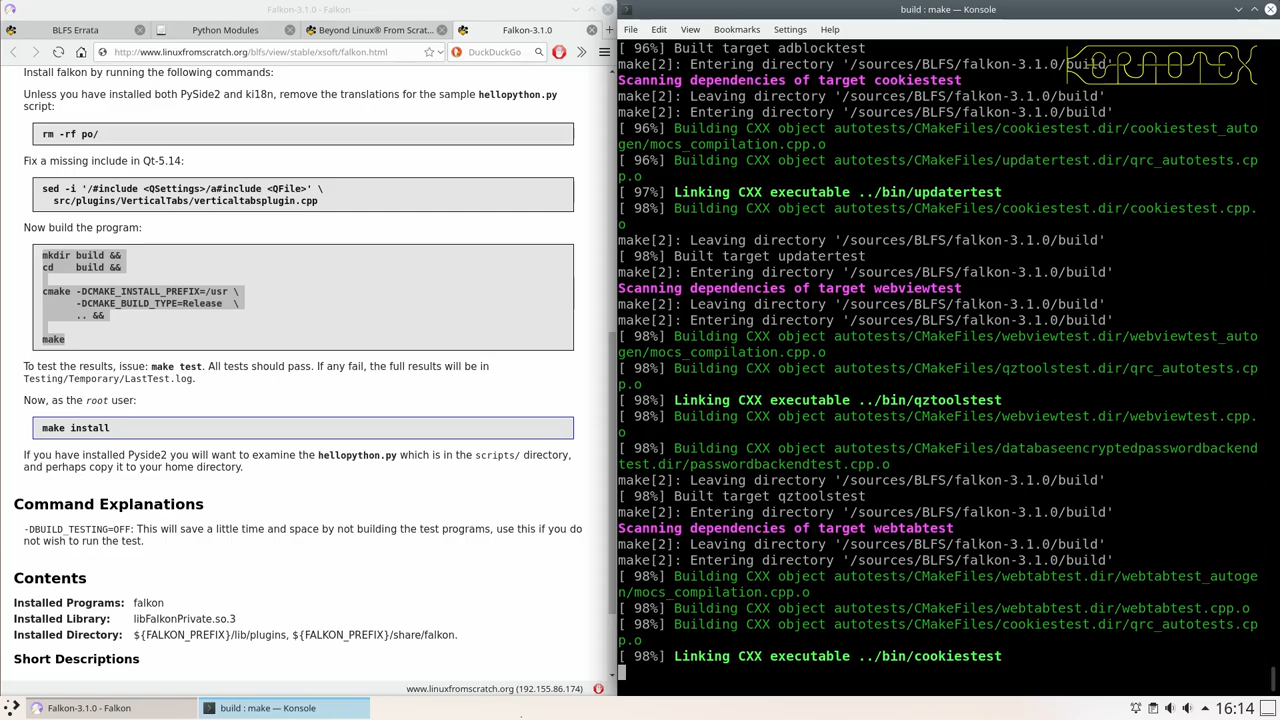 Falkon-3.1.0 - Falkon
BLFS Errata
Python Modules
Beyond Linux® From Scrat...
Falkon-3.1.0
http://www.linuxfromscratch.org/blfs/view/stable/xsoft/falkon.html
DuckDuckGo
Install falkon by running the following commands:
Unless you have installed both PySide2 and ki18n, remove the translations for the sample hellopython.py
script:
rm -rf po/
Fix a missing include in Qt-5.14:
sed -i '/#include <QSettings>/a#include <QFile>' \
src/plugins/VerticalTabs/verticaltabsplugin.cpp
Now build the program:
mkdir build &&
cd    build &&
cmake -DCMAKE_INSTALL_PREFIX=/usr \
-DCMAKE_BUILD_TYPE=Release  \
.. &&
make
To test the results, issue: make test. All tests should pass. If any fail, the full results will be in
Testing/Temporary/LastTest.log.
Now, as the root user:
make install
If you have installed Pyside2 you will want to examine the hellopython.py which is in the scripts/ directory,
and perhaps copy it to your home directory.
Command Explanations
-DBUILD_TESTING=OFF: This will save a little time and space by not building the test programs, use this if you do
not wish to run the test.
Contents
Installed Programs: falkon
Installed Library: libFalkonPrivate.so.3
Installed Directory: ${FALKON_PREFIX}/lib/plugins, ${FALKON_PREFIX}/share/falkon.
Short Descriptions
www.linuxfromscratch.org (192.155.86.174)
build : make — Konsole
File Edit View Bookmarks Settings Help
KOROOTEX
[ 96%] Built target adblocktest
make[2]: Entering directory '/sources/BLFS/falkon-3.1.0/build'
Scanning dependencies of target cookiestest
make[2]: Leaving directory '/sources/BLFS/falkon-3.1.0/build'
make[2]: Entering directory '/sources/BLFS/falkon-3.1.0/build'
[ 96%] Building CXX object autotests/CMakeFiles/cookiestest.dir/cookiestest_auto
gen/mocs_compilation.cpp.o
[ 96%] Building CXX object autotests/CMakeFiles/updatertest.dir/qrc_autotests.cp
p.o
[ 97%] Linking CXX executable ../bin/updatertest
[ 98%] Building CXX object autotests/CMakeFiles/cookiestest.dir/cookiestest.cpp.
o
make[2]: Leaving directory '/sources/BLFS/falkon-3.1.0/build'
[ 98%] Built target updatertest
make[2]: Entering directory '/sources/BLFS/falkon-3.1.0/build'
Scanning dependencies of target webviewtest
make[2]: Leaving directory '/sources/BLFS/falkon-3.1.0/build'
make[2]: Entering directory '/sources/BLFS/falkon-3.1.0/build'
[ 98%] Building CXX object autotests/CMakeFiles/webviewtest.dir/webviewtest_auto
gen/mocs_compilation.cpp.o
[ 98%] Building CXX object autotests/CMakeFiles/qztoolstest.dir/qrc_autotests.cp
p.o
[ 98%] Linking CXX executable ../bin/qztoolstest
[ 98%] Building CXX object autotests/CMakeFiles/webviewtest.dir/webviewtest.cpp.
o
[ 98%] Building CXX object autotests/CMakeFiles/databaseencryptedpasswordbackend
test.dir/passwordbackendtest.cpp.o
make[2]: Leaving directory '/sources/BLFS/falkon-3.1.0/build'
[ 98%] Built target qztoolstest
make[2]: Entering directory '/sources/BLFS/falkon-3.1.0/build'
Scanning dependencies of target webtabtest
make[2]: Leaving directory '/sources/BLFS/falkon-3.1.0/build'
make[2]: Entering directory '/sources/BLFS/falkon-3.1.0/build'
[ 98%] Building CXX object autotests/CMakeFiles/webtabtest.dir/webtabtest_autoge
n/mocs_compilation.cpp.o
[ 98%] Building CXX object autotests/CMakeFiles/webtabtest.dir/webtabtest.cpp.o
[ 98%] Building CXX object autotests/CMakeFiles/cookiestest.dir/qrc_autotests.cp
p.o
[ 98%] Linking CXX executable ../bin/cookiestest
Falkon-3.1.0 - Falkon
build : make — Konsole
16:14